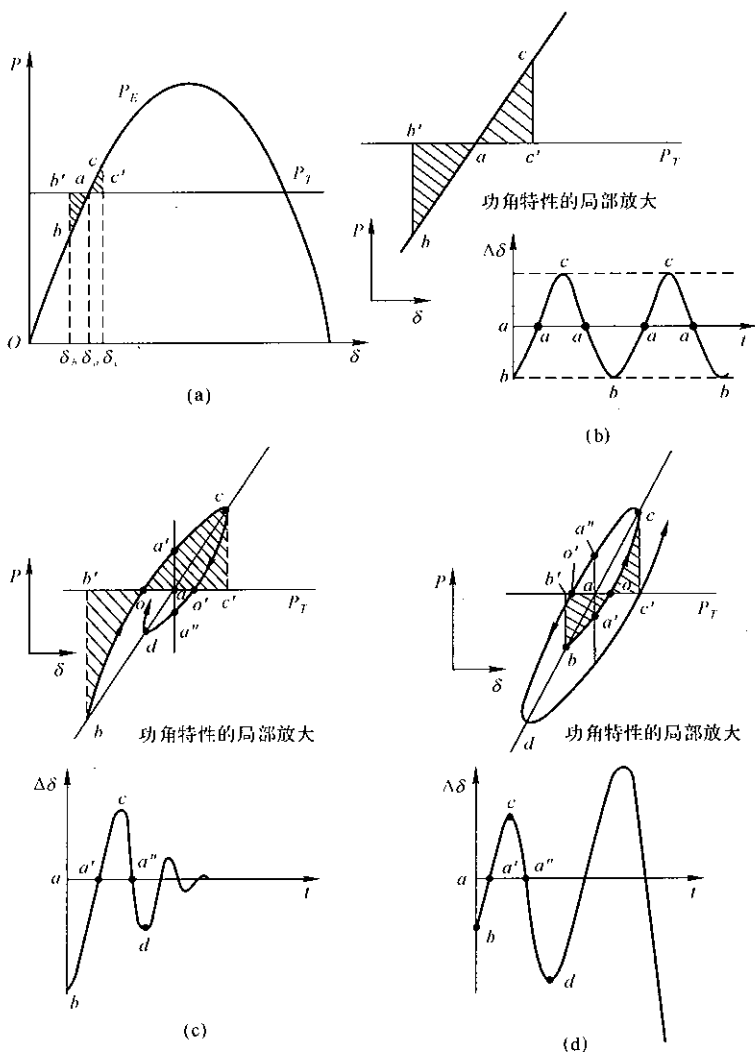 P
P_E
b' a c c' P_T
b
O
δ_b δ_a δ_c δ
(a)
c
b' a c' P_T
功角特性的局部放大
b
P
δ
Δδ
c c
a a a a a t
b b b
(b)
c
a'
b' o a o' c' P_T
P
d a''
δ
b
功角特性的局部放大
Δδ
c
a a' a'' t
d
b
(c)
c
a''
o'
b' a o c' P_T
P
a'
b
δ
d
功角特性的局部放大
Δδ
c
a a' a'' t
b
d
(d)